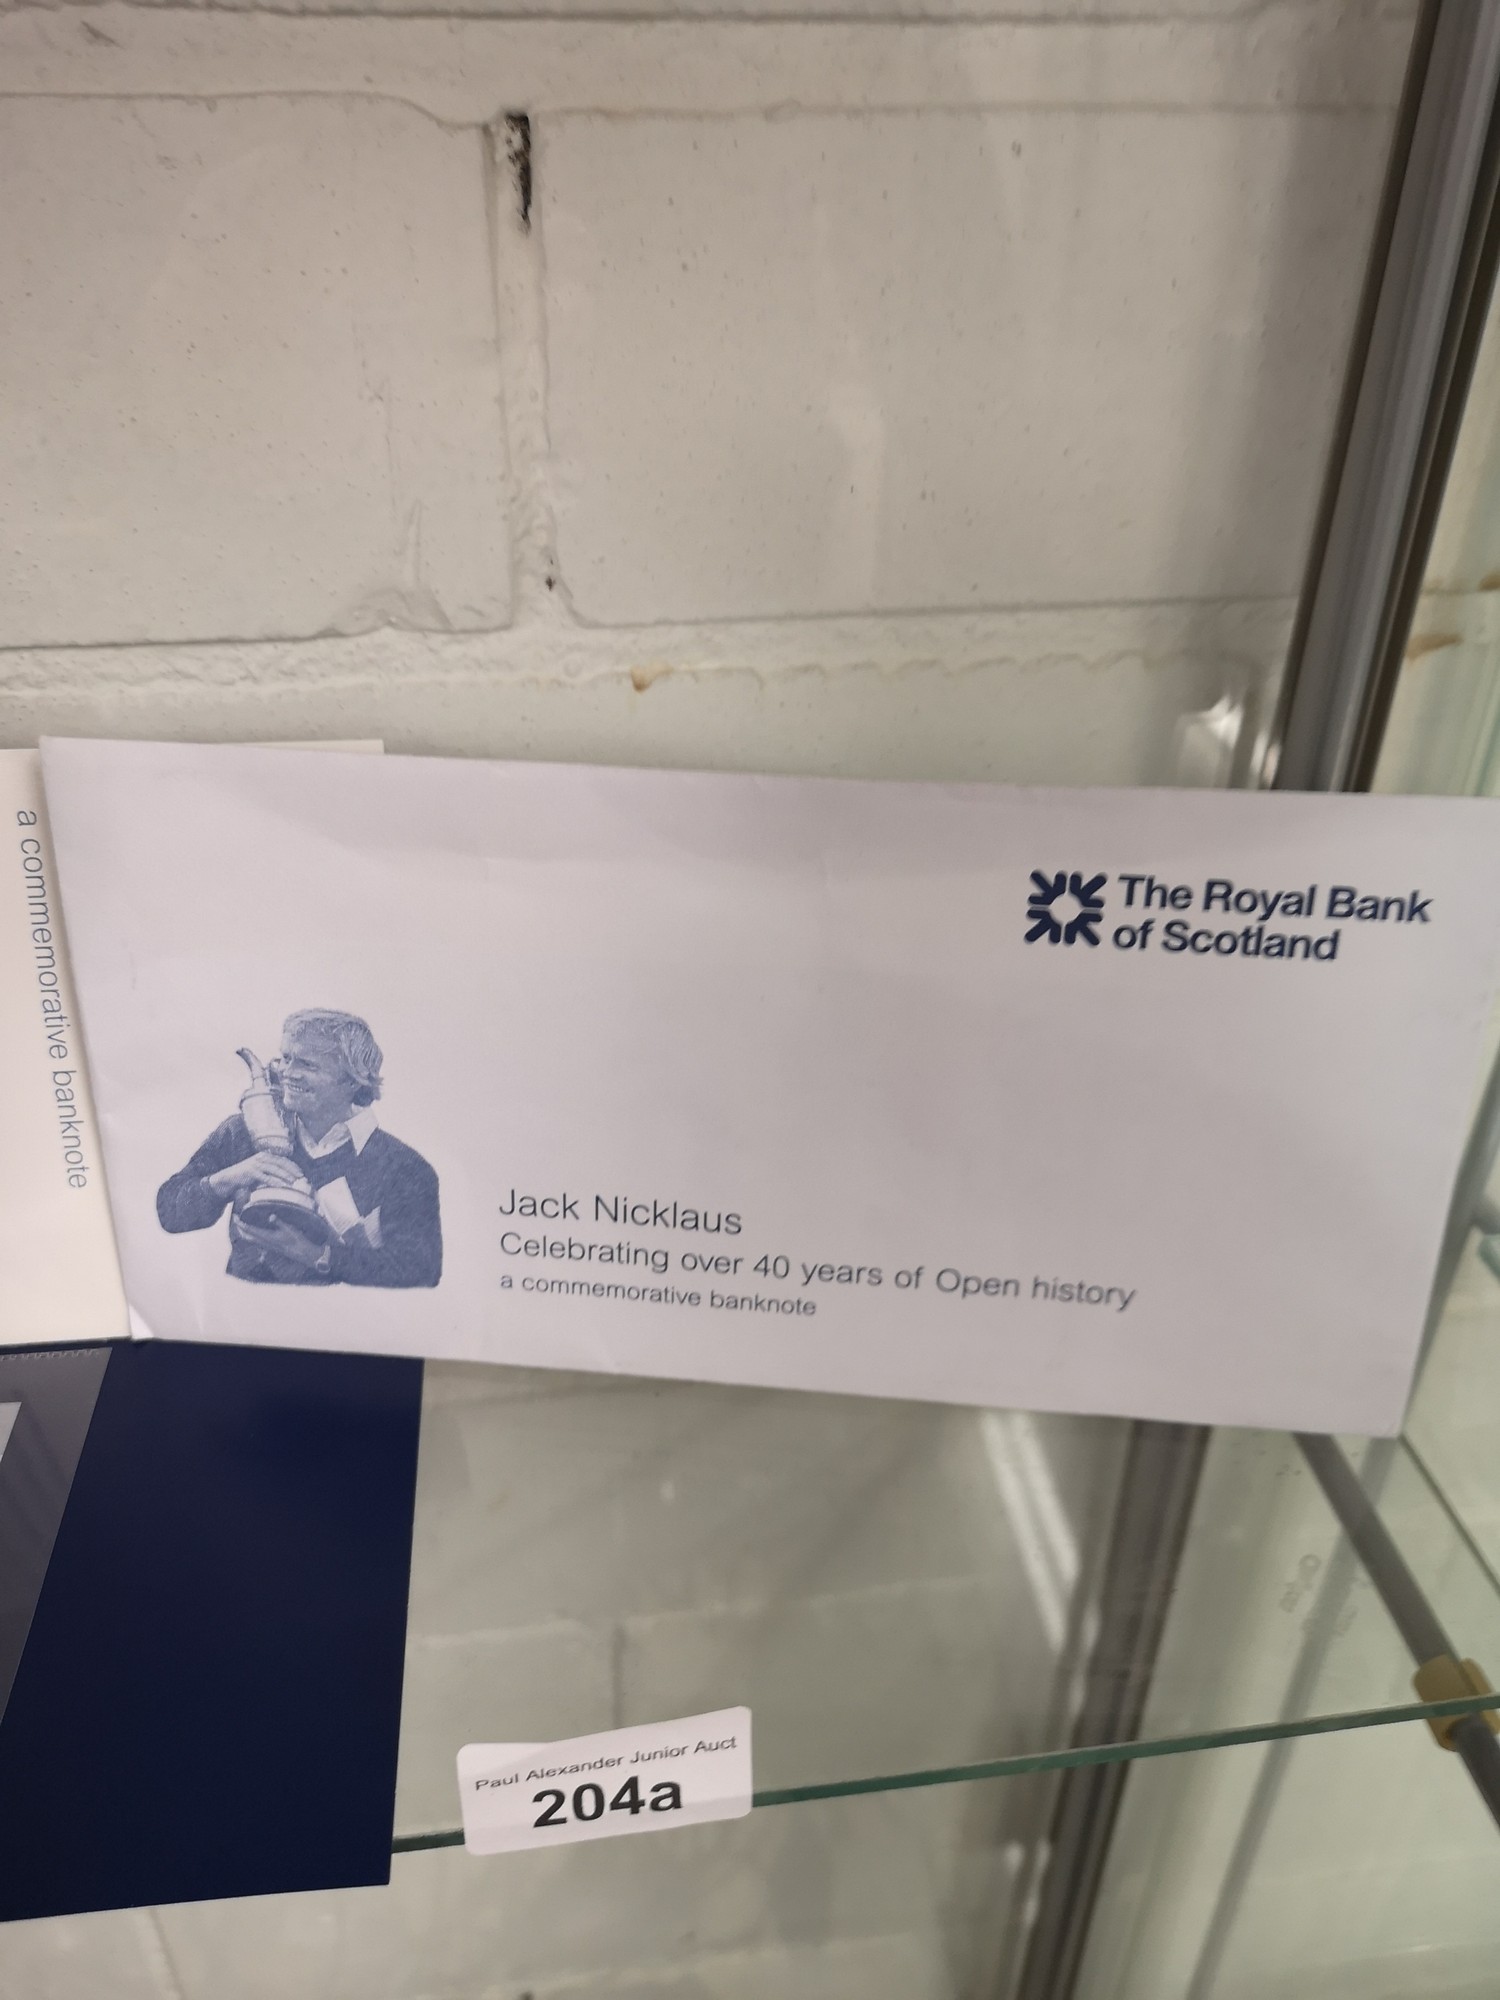 a commemorative banknote
The Royal Bank
of Scotland
Jack Nicklaus
Celebrating over 40 years of Open history
a commemorative banknote
Paul Alexander Junior Auct
204a